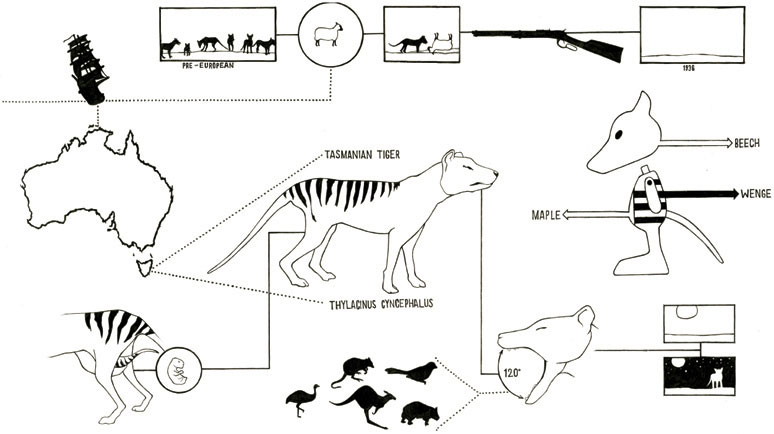 PRE-EUROPEAN
1936
TASMANIAN TIGER
BEECH
WENGE
MAPLE
THYLACINUS CYNCEPHALUS
120°